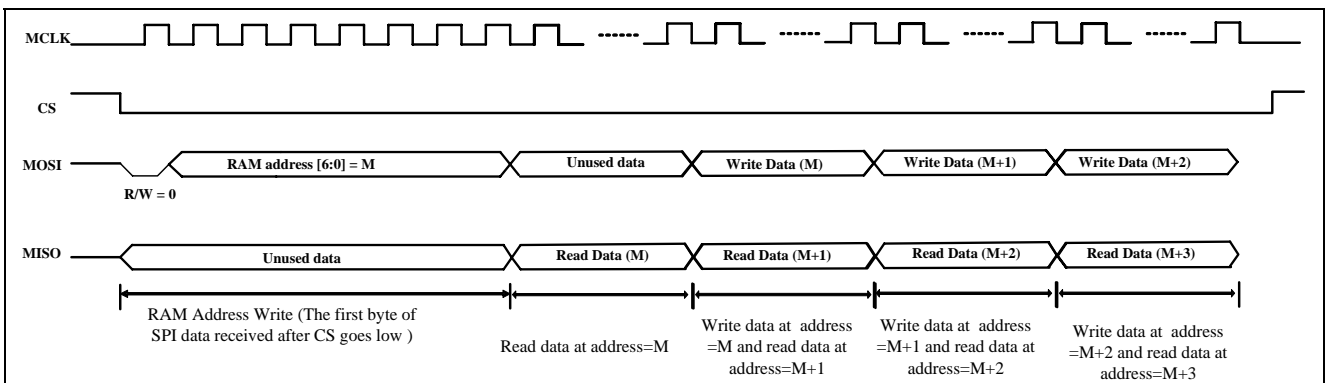 MCLK
CS
MOSI
RAM address [6:0] = M
Unused data
Write Data (M)
Write Data (M+1)
Write Data (M+2)
R/W = 0
MISO
Unused data
Read Data (M)
Read Data (M+1)
Read Data (M+2)
Read Data (M+3)
RAM Address Write (The first byte of
SPI data received after CS goes low )
Read data at address=M
Write data at address
=M and read data at
address=M+1
Write data at address
=M+1 and read data at
address=M+2
Write data at address
=M+2 and read data at
address=M+3